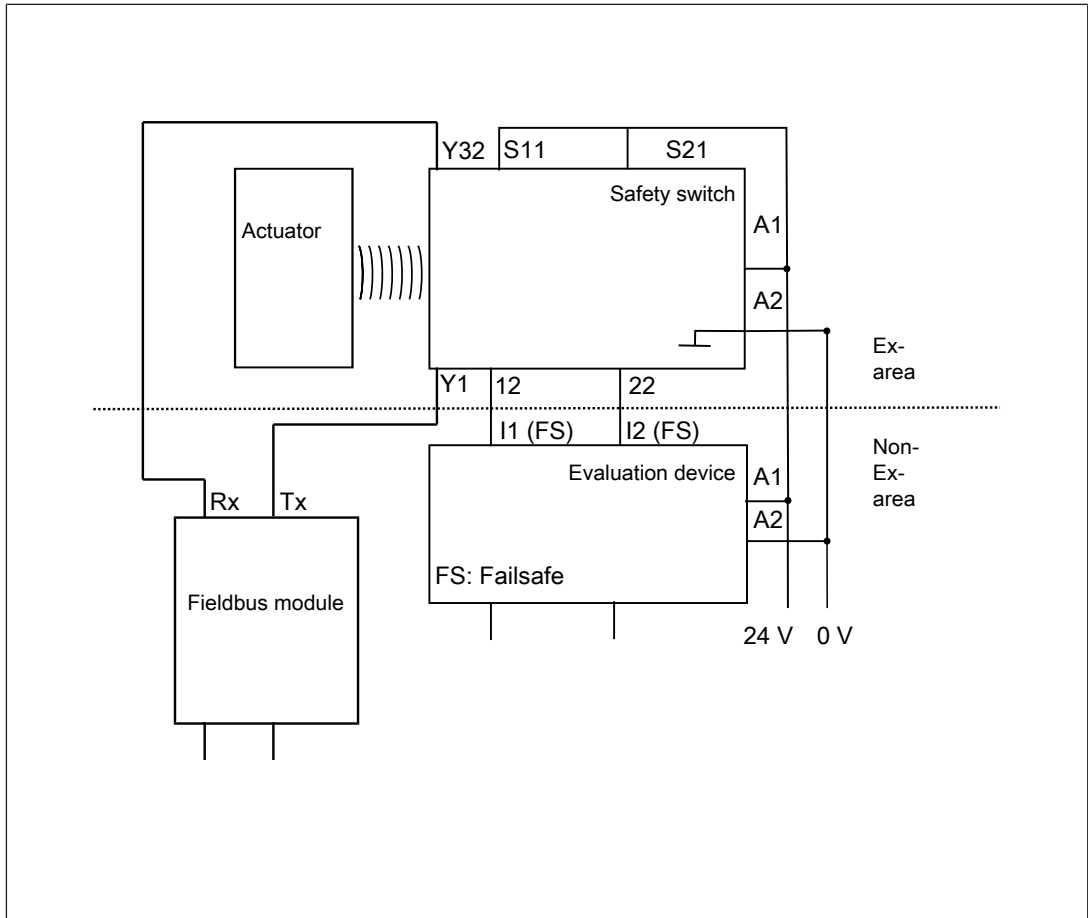 Y32
S11
S21
Safety switch
Actuator
A1
A2
Ex-
area
Y1
12
22
I1 (FS)
I2 (FS)
Non-
Ex-
area
Evaluation device
A1
A2
Rx
Tx
FS: Failsafe
Fieldbus module
24 V
0 V